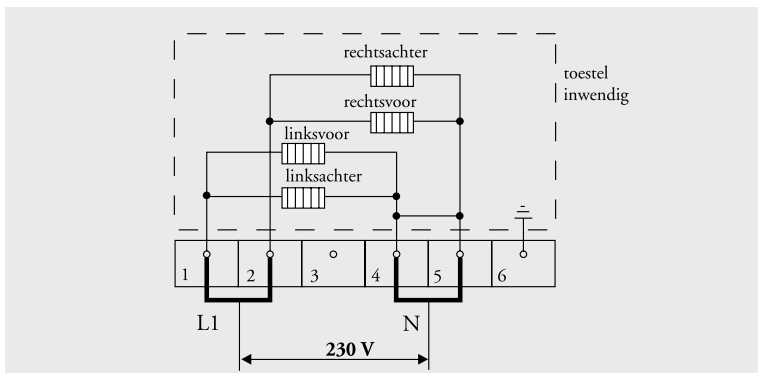 rechtsachter
toestel
inwendig
rechtsvoor
linksvoor
linksachter
1 2 3 4 5 6
L1 N
230 V